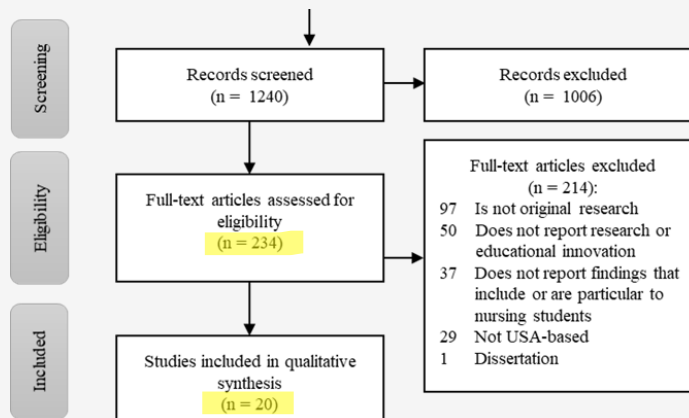 Screening
Records screened
(n = 1240)
Records excluded
(n = 1006)
Eligibility
Full-text articles assessed for
eligibility
(n = 234)
Full-text articles excluded
(n = 214):
97 Is not original research
50 Does not report research or
educational innovation
37 Does not report findings that
include or are particular to
nursing students
29 Not USA-based
1 Dissertation
Included
Studies included in qualitative
synthesis
(n = 20)